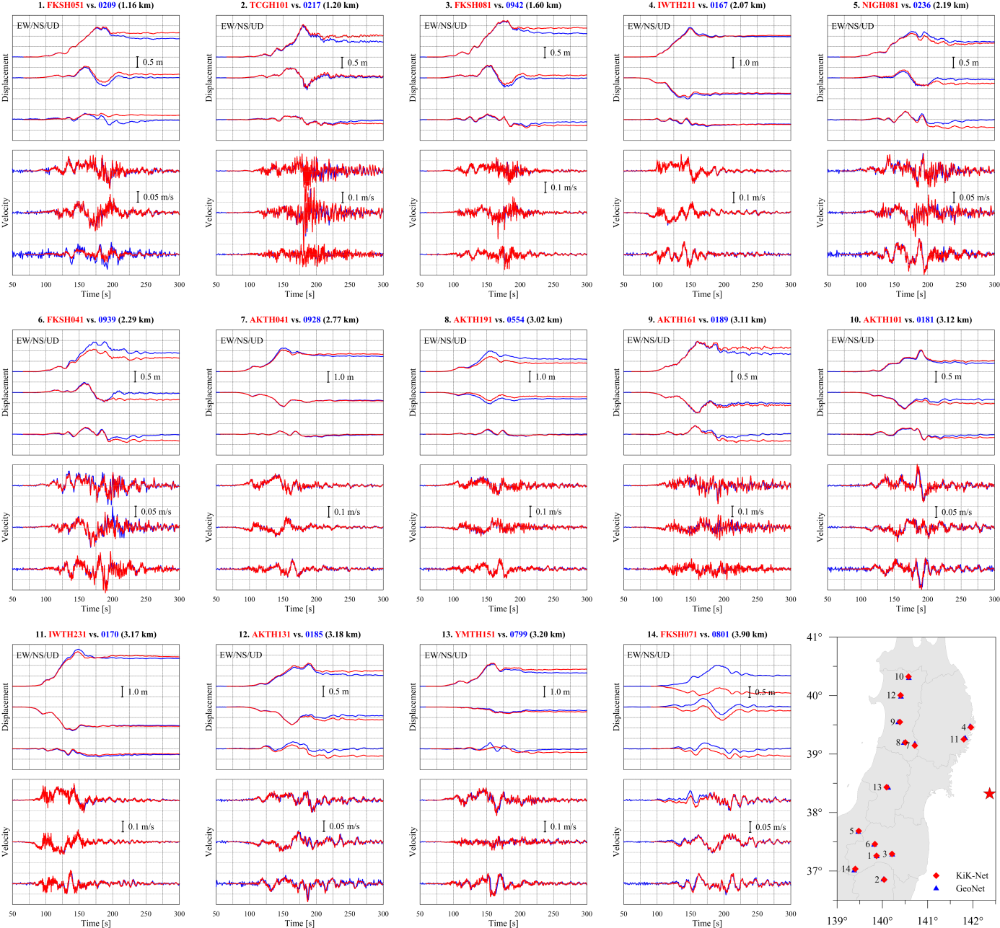 1. FKSH051 vs. 0209 (1.16 km)
EW/NS/UD
0.5 m
Displacement
0.05 m/s
Velocity
50 100 150 200 250 300
Time [s]
2. TCGH101 vs. 0217 (1.20 km)
EW/NS/UD
0.5 m
Displacement
0.1 m/s
Velocity
50 100 150 200 250 300
Time [s]
3. FKSH081 vs. 0942 (1.60 km)
EW/NS/UD
0.5 m
Displacement
0.1 m/s
Velocity
50 100 150 200 250 300
Time [s]
4. IWTH211 vs. 0167 (2.07 km)
EW/NS/UD
1.0 m
Displacement
0.1 m/s
Velocity
50 100 150 200 250 300
Time [s]
5. NIGH081 vs. 0236 (2.19 km)
EW/NS/UD
0.5 m
Displacement
0.05 m/s
Velocity
50 100 150 200 250 300
Time [s]
6. FKSH041 vs. 0939 (2.29 km)
EW/NS/UD
0.5 m
Displacement
0.05 m/s
Velocity
50 100 150 200 250 300
Time [s]
7. AKTH041 vs. 0928 (2.77 km)
EW/NS/UD
1.0 m
Displacement
0.1 m/s
Velocity
50 100 150 200 250 300
Time [s]
8. AKTH191 vs. 0554 (3.02 km)
EW/NS/UD
1.0 m
Displacement
0.1 m/s
Velocity
50 100 150 200 250 300
Time [s]
9. AKTH161 vs. 0189 (3.11 km)
EW/NS/UD
0.5 m
Displacement
0.1 m/s
Velocity
50 100 150 200 250 300
Time [s]
10. AKTH101 vs. 0181 (3.12 km)
EW/NS/UD
0.5 m
Displacement
0.05 m/s
Velocity
50 100 150 200 250 300
Time [s]
11. IWTH231 vs. 0170 (3.17 km)
EW/NS/UD
1.0 m
Displacement
0.1 m/s
Velocity
50 100 150 200 250 300
Time [s]
12. AKTH131 vs. 0185 (3.18 km)
EW/NS/UD
0.5 m
Displacement
0.05 m/s
Velocity
50 100 150 200 250 300
Time [s]
13. YMTH151 vs. 0799 (3.20 km)
EW/NS/UD
1.0 m
Displacement
0.1 m/s
Velocity
50 100 150 200 250 300
Time [s]
14. FKSH071 vs. 0801 (3.90 km)
EW/NS/UD
0.5 m
Displacement
0.05 m/s
Velocity
50 100 150 200 250 300
Time [s]
41°
10
40°
12
9
4
11
8
7
39°
13
38°
5
6
1
3
37°
14
2
KiK-Net
GeoNet
139° 140° 141° 142°